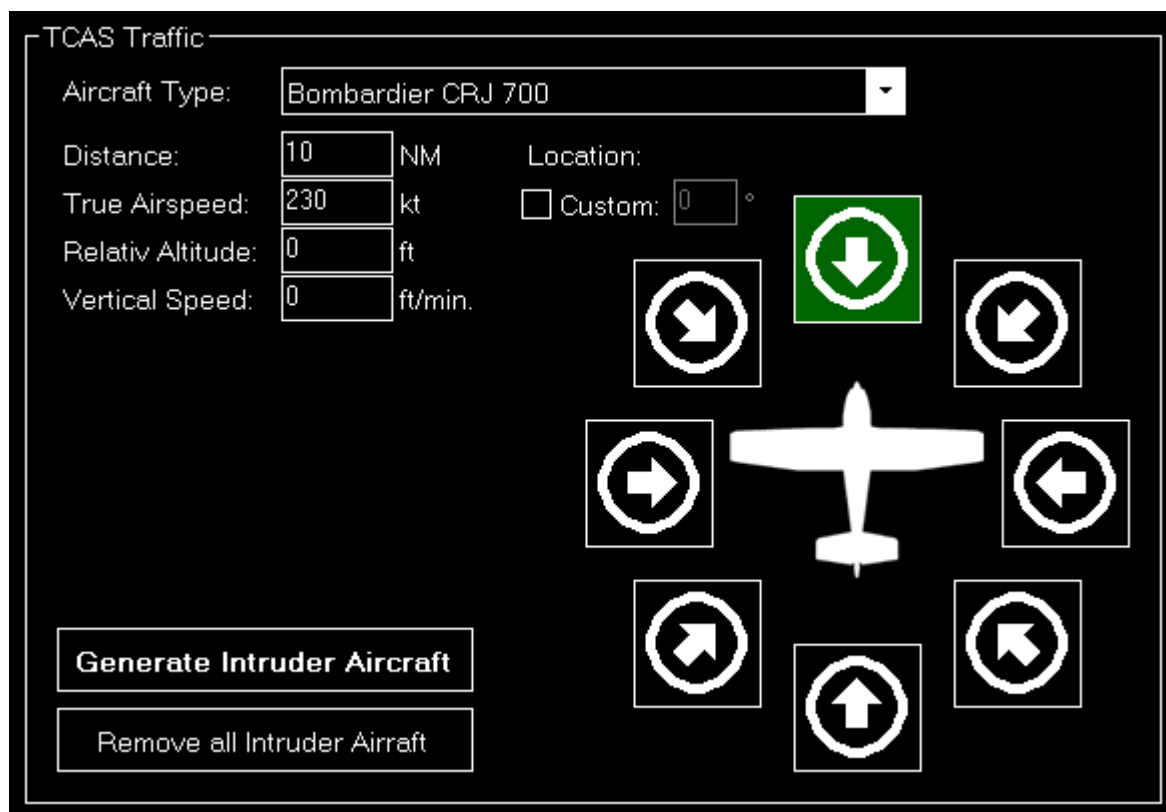 TCAS Traffic
Aircraft Type: Bombardier CRJ 700
Distance: 10 NM Location:
True Airspeed: 230 kt Custom: 0 °
Relativ Altitude: 0 ft
Vertical Speed: 0 ft/min.
Generate Intruder Aircraft
Remove all Intruder Airraft